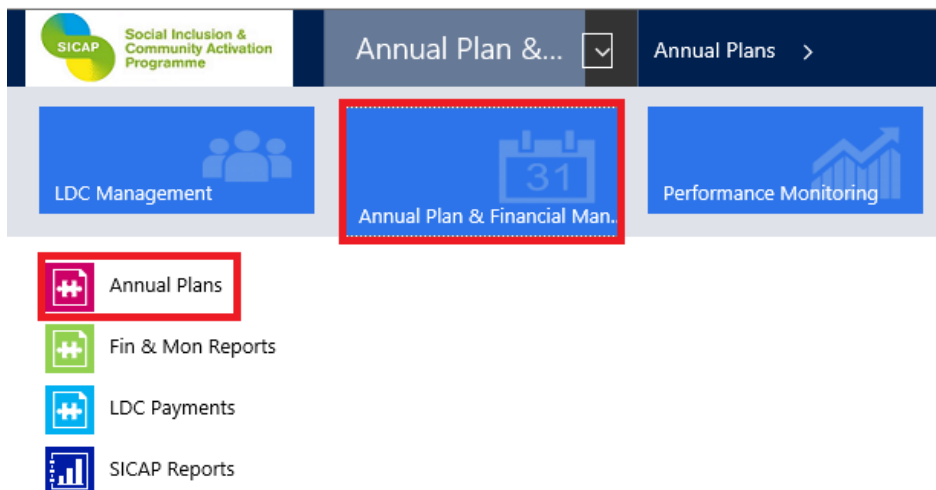 SICAP
Social Inclusion &
Community Activation
Programme
Annual Plan &...
Annual Plans >
LDC Management
31
Annual Plan & Financial Man..
Performance Monitoring
Annual Plans
Fin & Mon Reports
LDC Payments
SICAP Reports